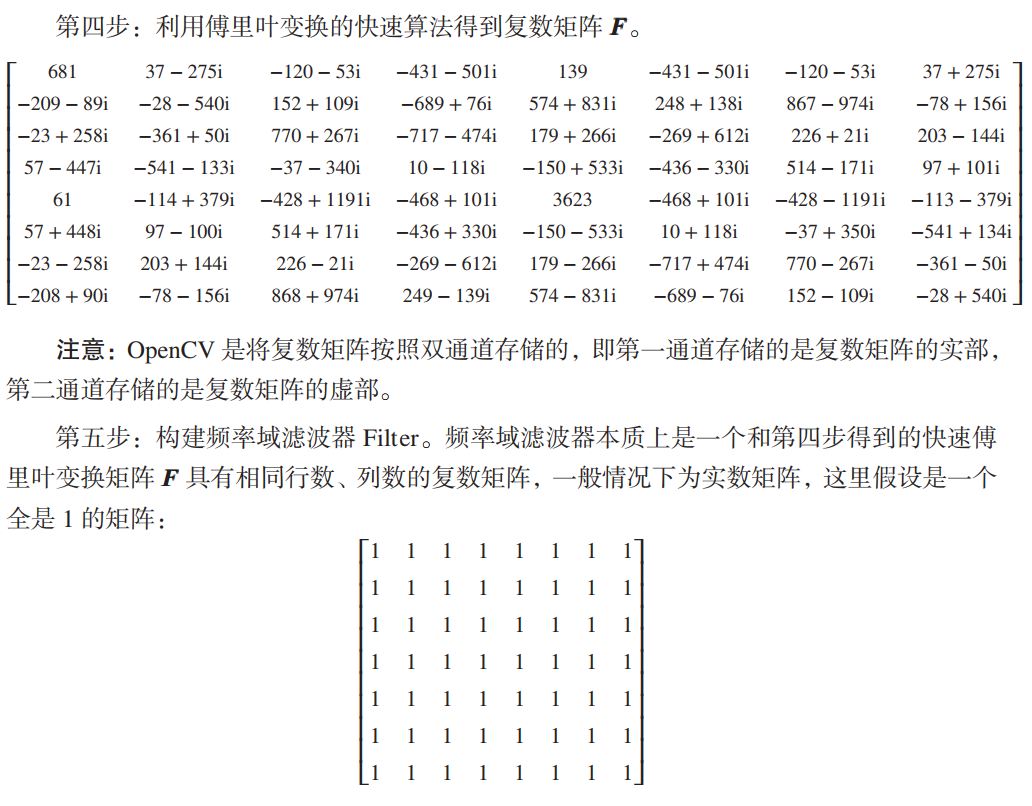 第四步：利用傅里叶变换的快速算法得到复数矩阵 F。
681 37 − 275i −120 − 53i −431 − 501i 139 −431 − 501i −120 − 53i 37 + 275i
−209 − 89i −28 − 540i 152 + 109i −689 + 76i 574 + 831i 248 + 138i 867 − 974i −78 + 156i
−23 + 258i −361 + 50i 770 + 267i −717 − 474i 179 + 266i −269 + 612i 226 + 21i 203 − 144i
57 − 447i −541 − 133i −37 − 340i 10 − 118i −150 + 533i −436 − 330i 514 − 171i 97 + 101i
61 −114 + 379i −428 + 1191i −468 + 101i 3623 −468 + 101i −428 − 1191i −113 − 379i
57 + 448i 97 − 100i 514 + 171i −436 + 330i −150 − 533i 10 + 118i −37 + 350i −541 + 134i
−23 − 258i 203 + 144i 226 − 21i −269 − 612i 179 − 266i −717 + 474i 770 − 267i −361 − 50i
−208 + 90i −78 − 156i 868 + 974i 249 − 139i 574 − 831i −689 − 76i 152 − 109i −28 + 540i
注意：OpenCV 是将复数矩阵按照双通道存储的，即第一通道存储的是复数矩阵的实部，
第二通道存储的是复数矩阵的虚部。
第五步：构建频率域滤波器 Filter。频率域滤波器本质上是一个和第四步得到的快速傅
里叶变换矩阵 F 具有相同行数、列数的复数矩阵，一般情况下为实数矩阵，这里假设是一个
全是 1 的矩阵：
1 1 1 1 1 1 1 1
1 1 1 1 1 1 1 1
1 1 1 1 1 1 1 1
1 1 1 1 1 1 1 1
1 1 1 1 1 1 1 1
1 1 1 1 1 1 1 1
1 1 1 1 1 1 1 1